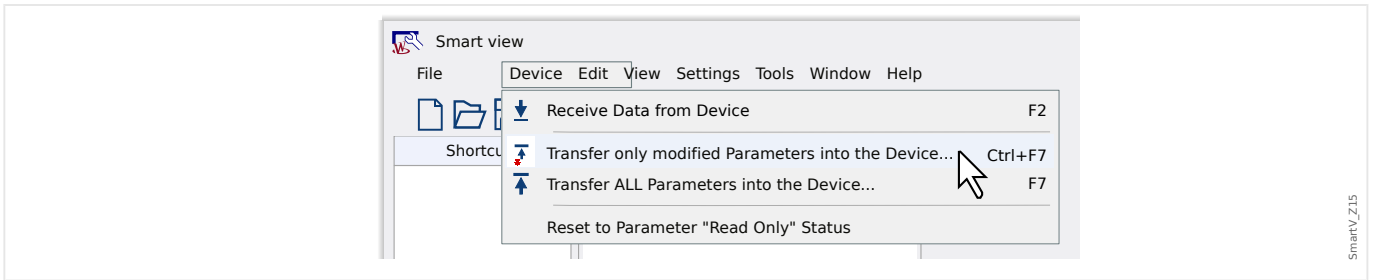 Smart view
File Device Edit View Settings Tools Window Help
Receive Data from Device F2
Shortcu
Transfer only modified Parameters into the Device... Ctrl+F7
Transfer ALL Parameters into the Device... F7
Reset to Parameter "Read Only" Status
SmartV_Z15